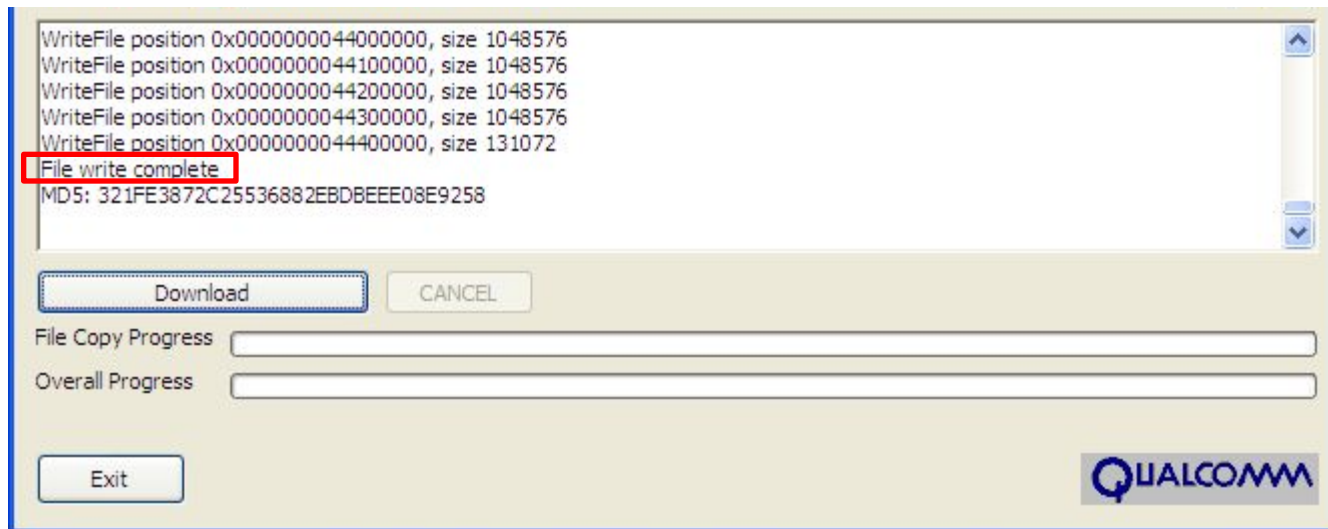 WriteFile position 0x0000000044000000, size 1048576
WriteFile position 0x0000000044100000, size 1048576
WriteFile position 0x0000000044200000, size 1048576
WriteFile position 0x0000000044300000, size 1048576
WriteFile position 0x0000000044400000, size 131072
File write complete
MD5: 321FE3872C25536882EBDBEEE08E9258
Download
CANCEL
File Copy Progress
Overall Progress
Exit
QUALCOMM